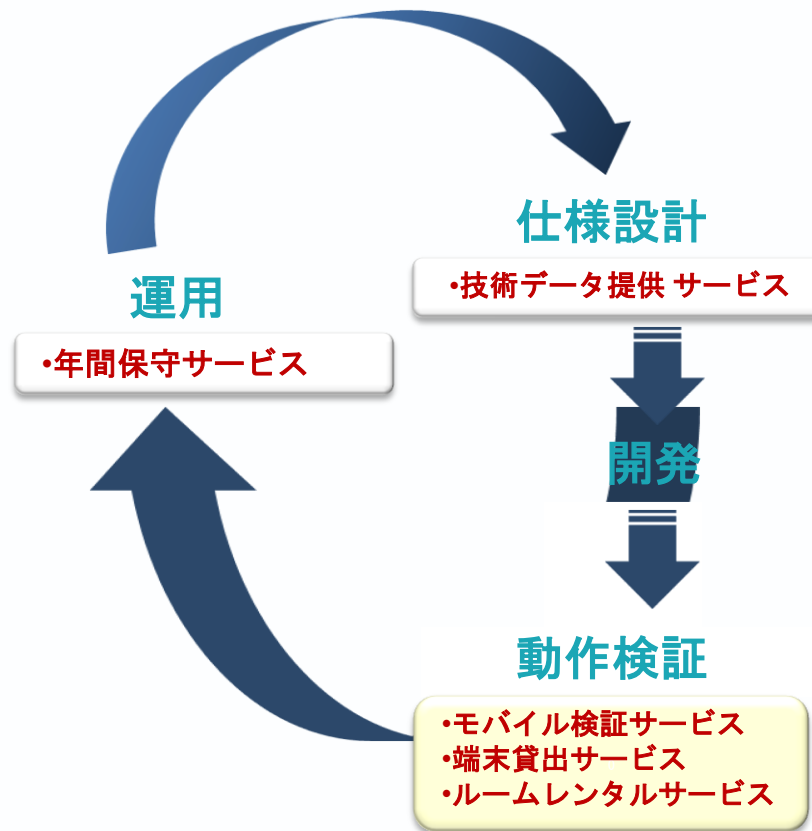 仕様設計
•技術データ提供 サービス
運用
•年間保守サービス
開発
動作検証
•モバイル検証サービス
•端末貸出サービス
•ルームレンタルサービス